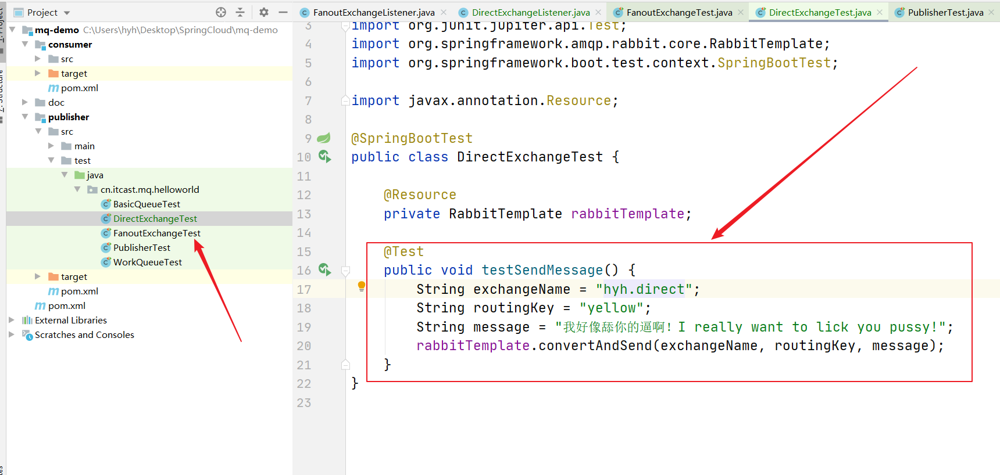 Project
FanoutExchangeListener.java
DirectExchangeListener.java
FanoutExchangeTest.java
DirectExchangeTest.java
PublisherTest.java
mq-demo C:\Users\hyh\Desktop\SpringCloud\mq-demo
consumer
src
target
pom.xml
doc
publisher
src
main
test
java
cn.itcast.mq.helloworld
BasicQueueTest
DirectExchangeTest
FanoutExchangeTest
PublisherTest
WorkQueueTest
target
pom.xml
pom.xml
External Libraries
Scratches and Consoles
3 import org.junit.jupiter.api.Test;
4 import org.springframework.amqp.rabbit.core.RabbitTemplate;
5 import org.springframework.boot.test.context.SpringBootTest;
6
7 import javax.annotation.Resource;
8
9 @SpringBootTest
10 public class DirectExchangeTest {
11
12 @Resource
13 private RabbitTemplate rabbitTemplate;
14
15 @Test
16 public void testSendMessage() {
17 String exchangeName = "hyh.direct";
18 String routingKey = "yellow";
19 String message = "我好像舔你的逼啊！I really want to lick you pussy!";
20 rabbitTemplate.convertAndSend(exchangeName, routingKey, message);
21 }
22 }
23